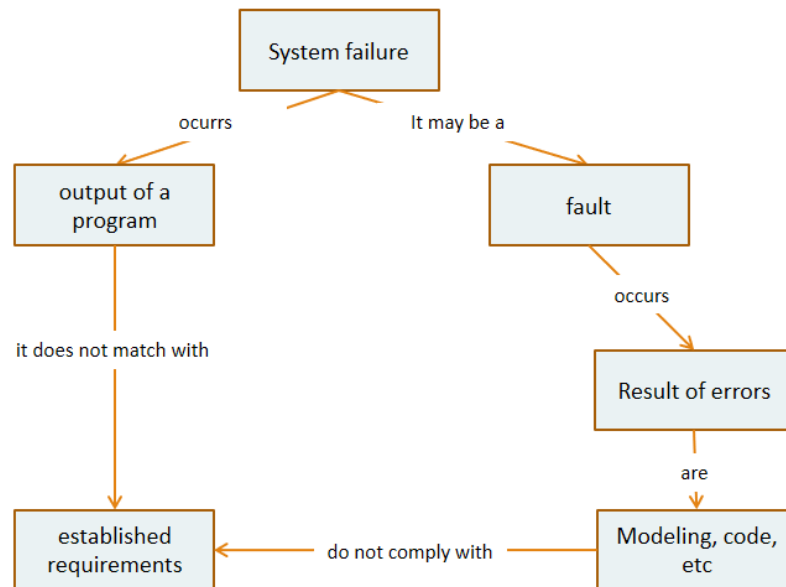 System failure
ocurrs
It may be a
output of a
program
fault
occurs
it does not match with
Result of errors
are
established
requirements
do not comply with
Modeling, code,
etc